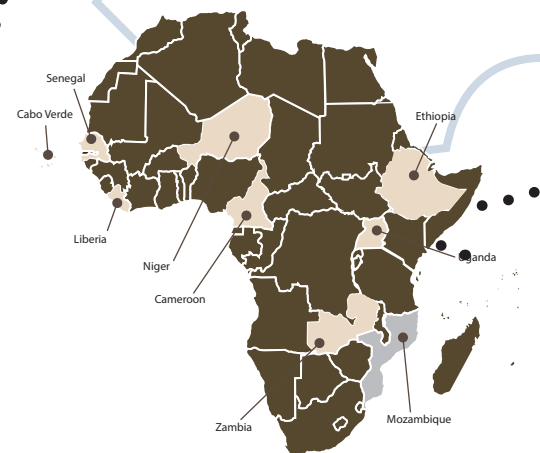 Senegal
Cabo Verde
Ethiopia
Liberia
Uganda
Niger
Cameroon
Zambia
Mozambique